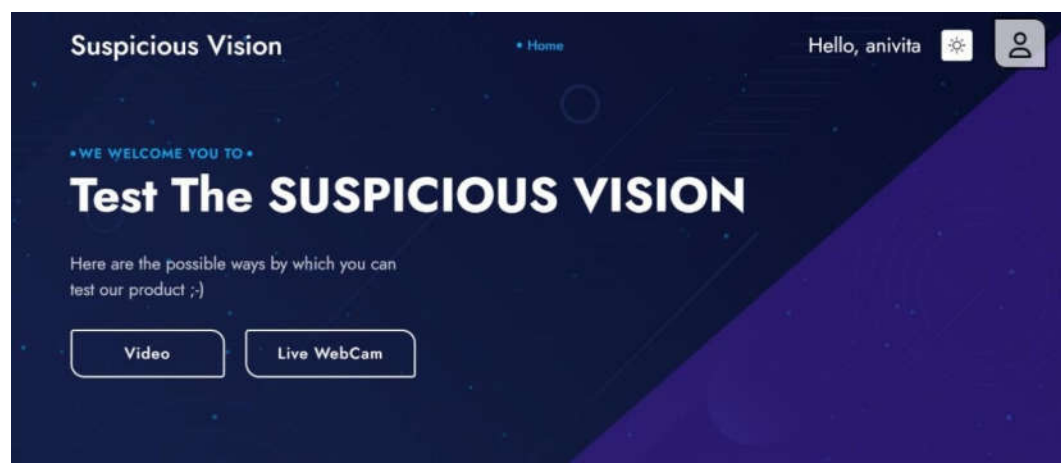 Suspicious Vision
• Home
Hello, anivita
• WE WELCOME YOU TO •
Test The SUSPICIOUS VISION
Here are the possible ways by which you can
test our product ;-)
Video
Live WebCam